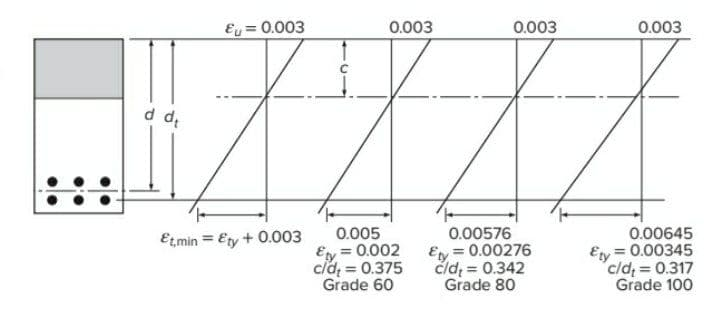 εu = 0.003
0.003
0.003
0.003
c
d dt
εt,min = εty + 0.003
0.005
εty = 0.002
c/dt = 0.375
Grade 60
0.00576
εty = 0.00276
c/dt = 0.342
Grade 80
0.00645
εty = 0.00345
c/dt = 0.317
Grade 100